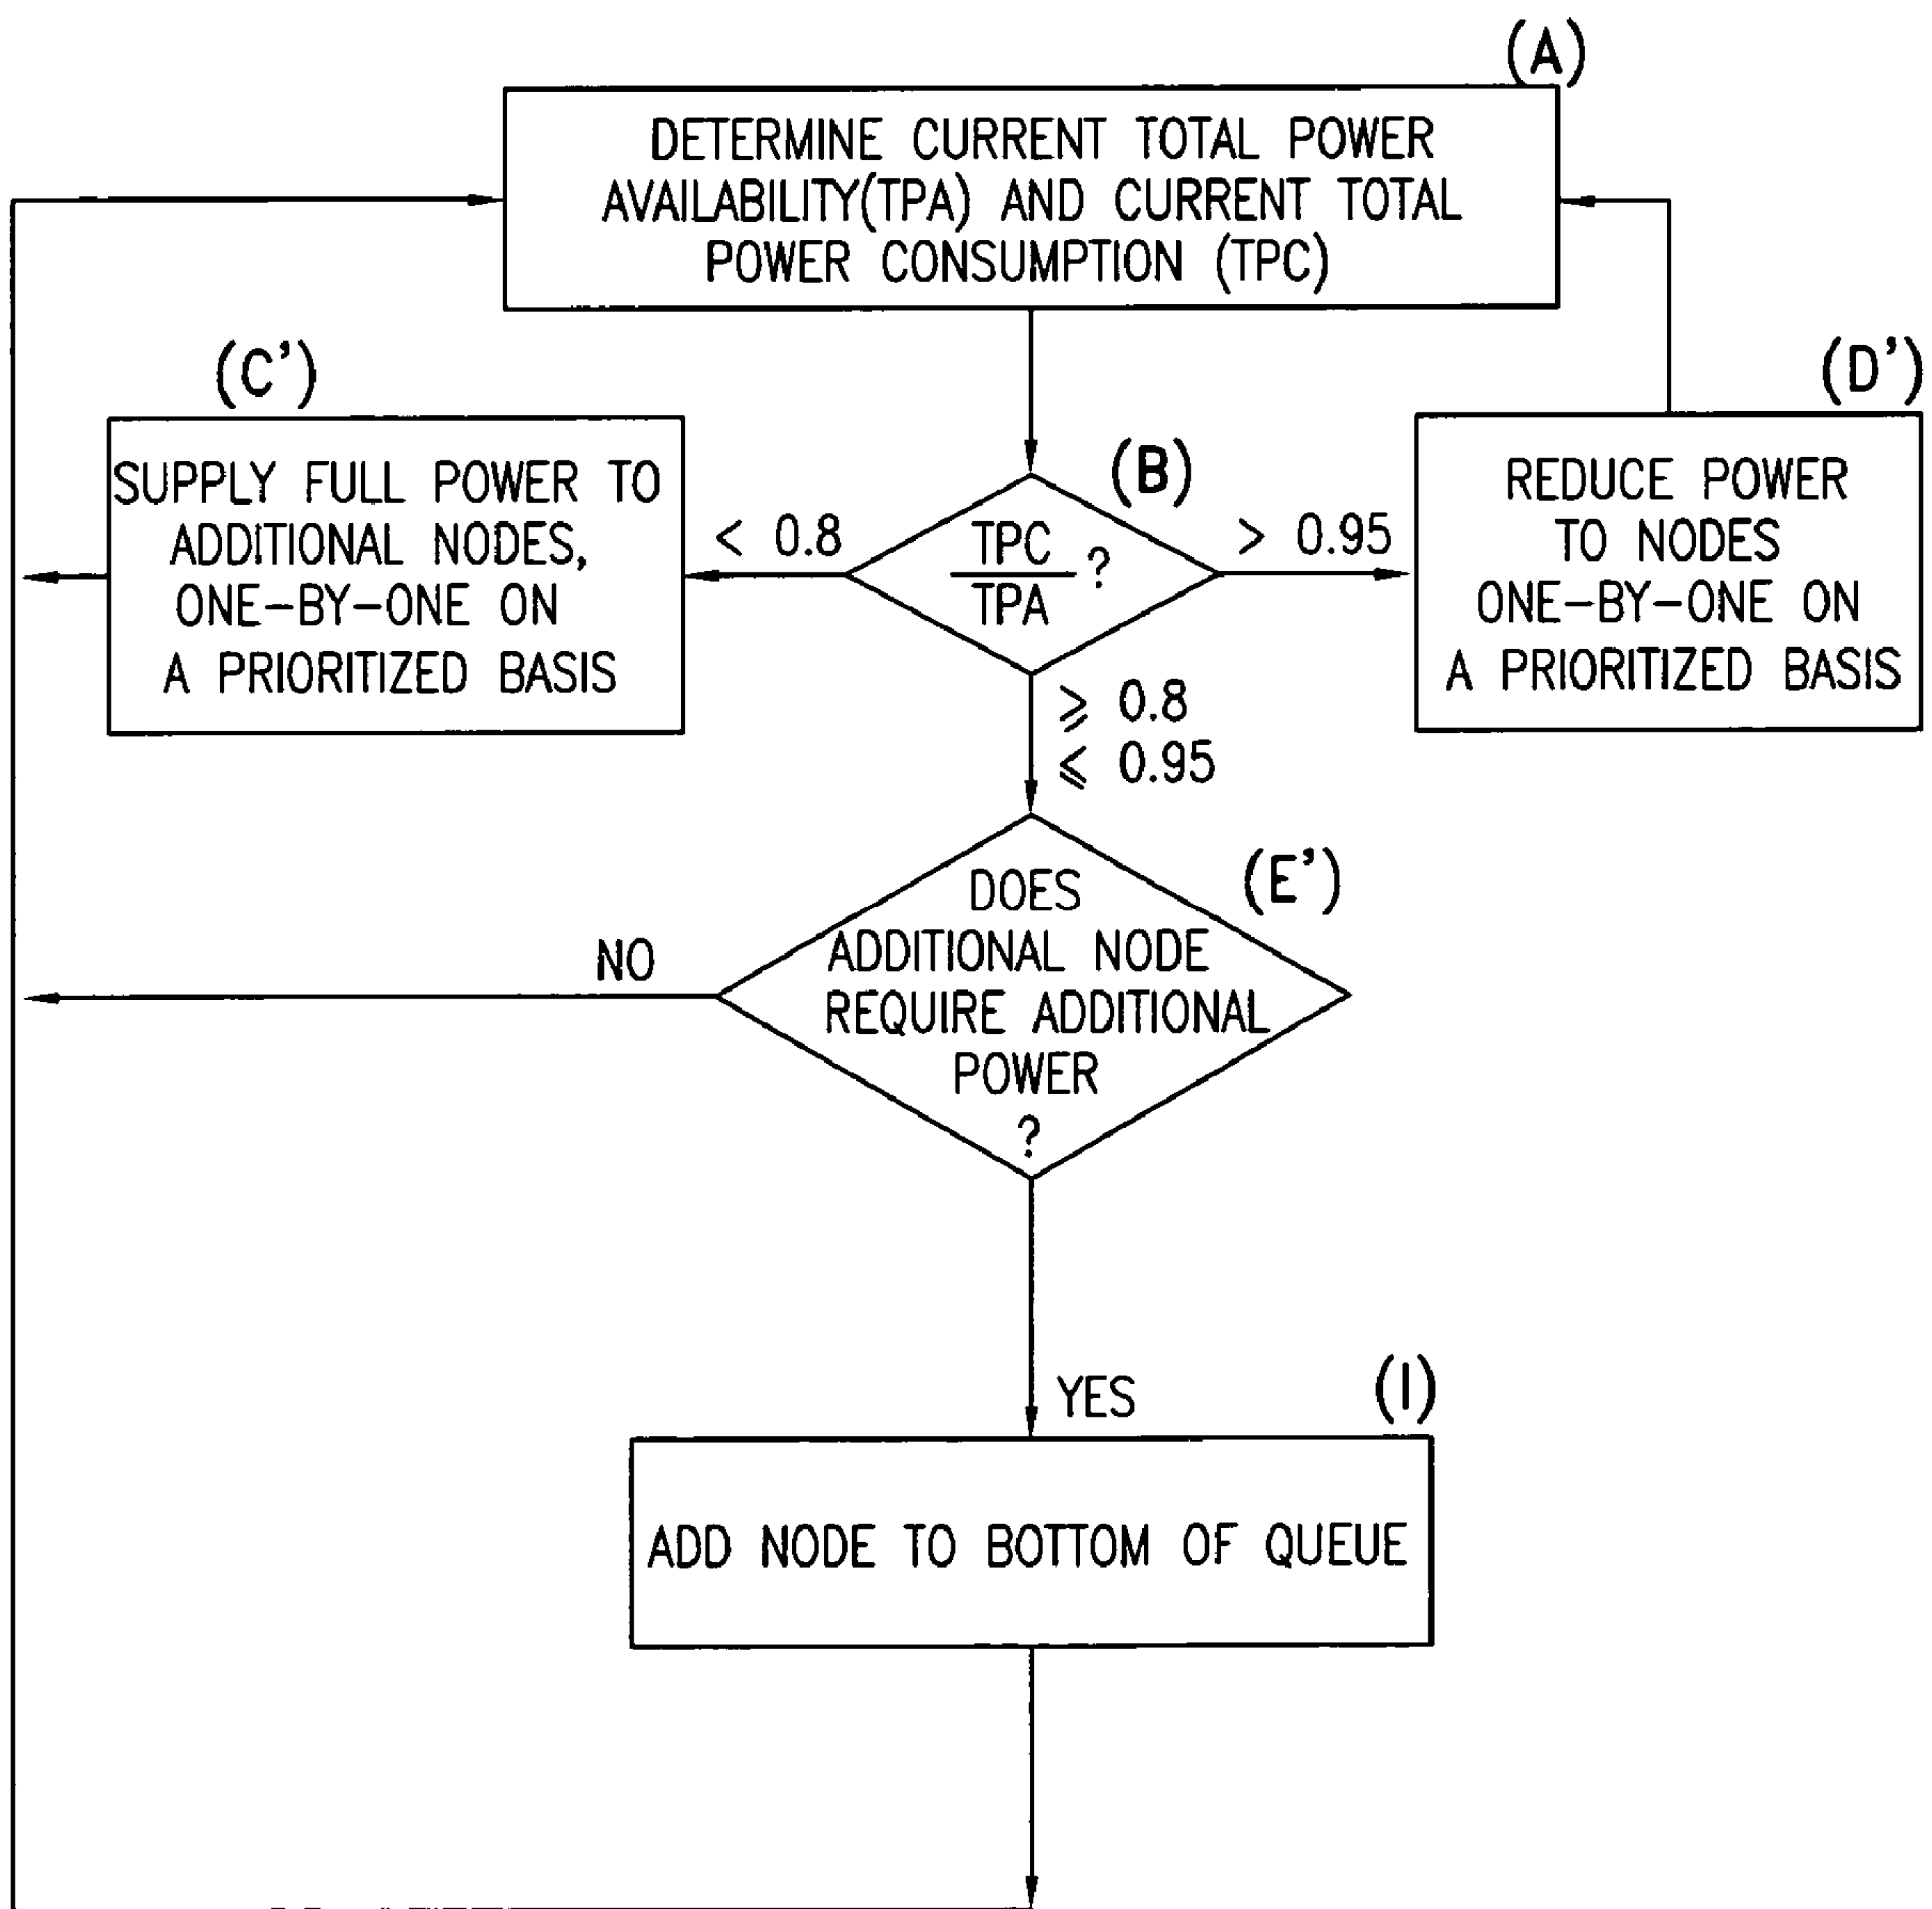 (A)
DETERMINE CURRENT TOTAL POWER
AVAILABILITY(TPA) AND CURRENT TOTAL
POWER CONSUMPTION (TPC)
(C')
SUPPLY FULL POWER TO
ADDITIONAL NODES,
ONE-BY-ONE ON
A PRIORITIZED BASIS
< 0.8
(B)
TPC
TPA
?
> 0.95
(D')
REDUCE POWER
TO NODES
ONE-BY-ONE ON
A PRIORITIZED BASIS
⩾ 0.8
⩽ 0.95
(E')
DOES
ADDITIONAL NODE
REQUIRE ADDITIONAL
POWER
?
NO
YES
(I)
ADD NODE TO BOTTOM OF QUEUE